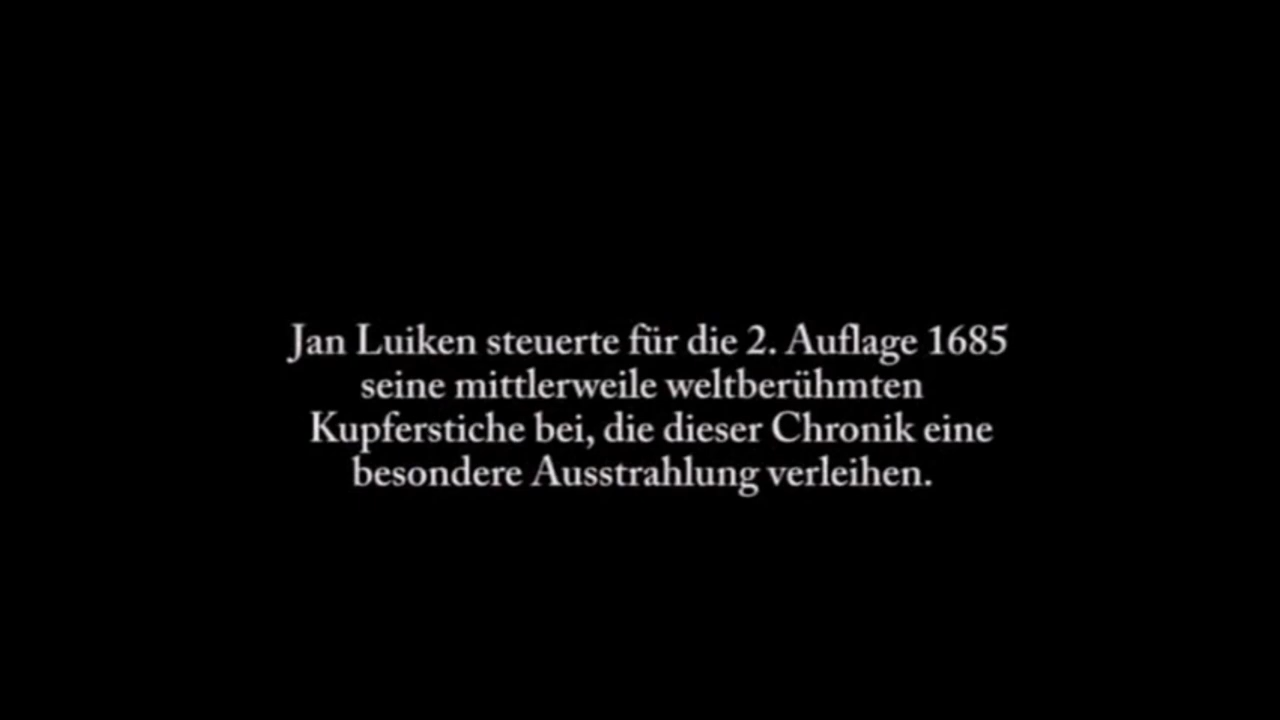 Jan Luiken steuerte für die 2. Auflage 1685
seine mittlerweile weltberühmten
Kupferstiche bei, die dieser Chronik eine
besondere Ausstrahlung verleihen.